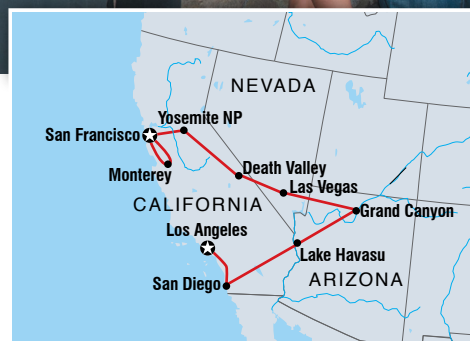 NEVADA
Yosemite NP
San Francisco
Monterey
Death Valley
Las Vegas
CALIFORNIA
Grand Canyon
Los Angeles
Lake Havasu
ARIZONA
San Diego